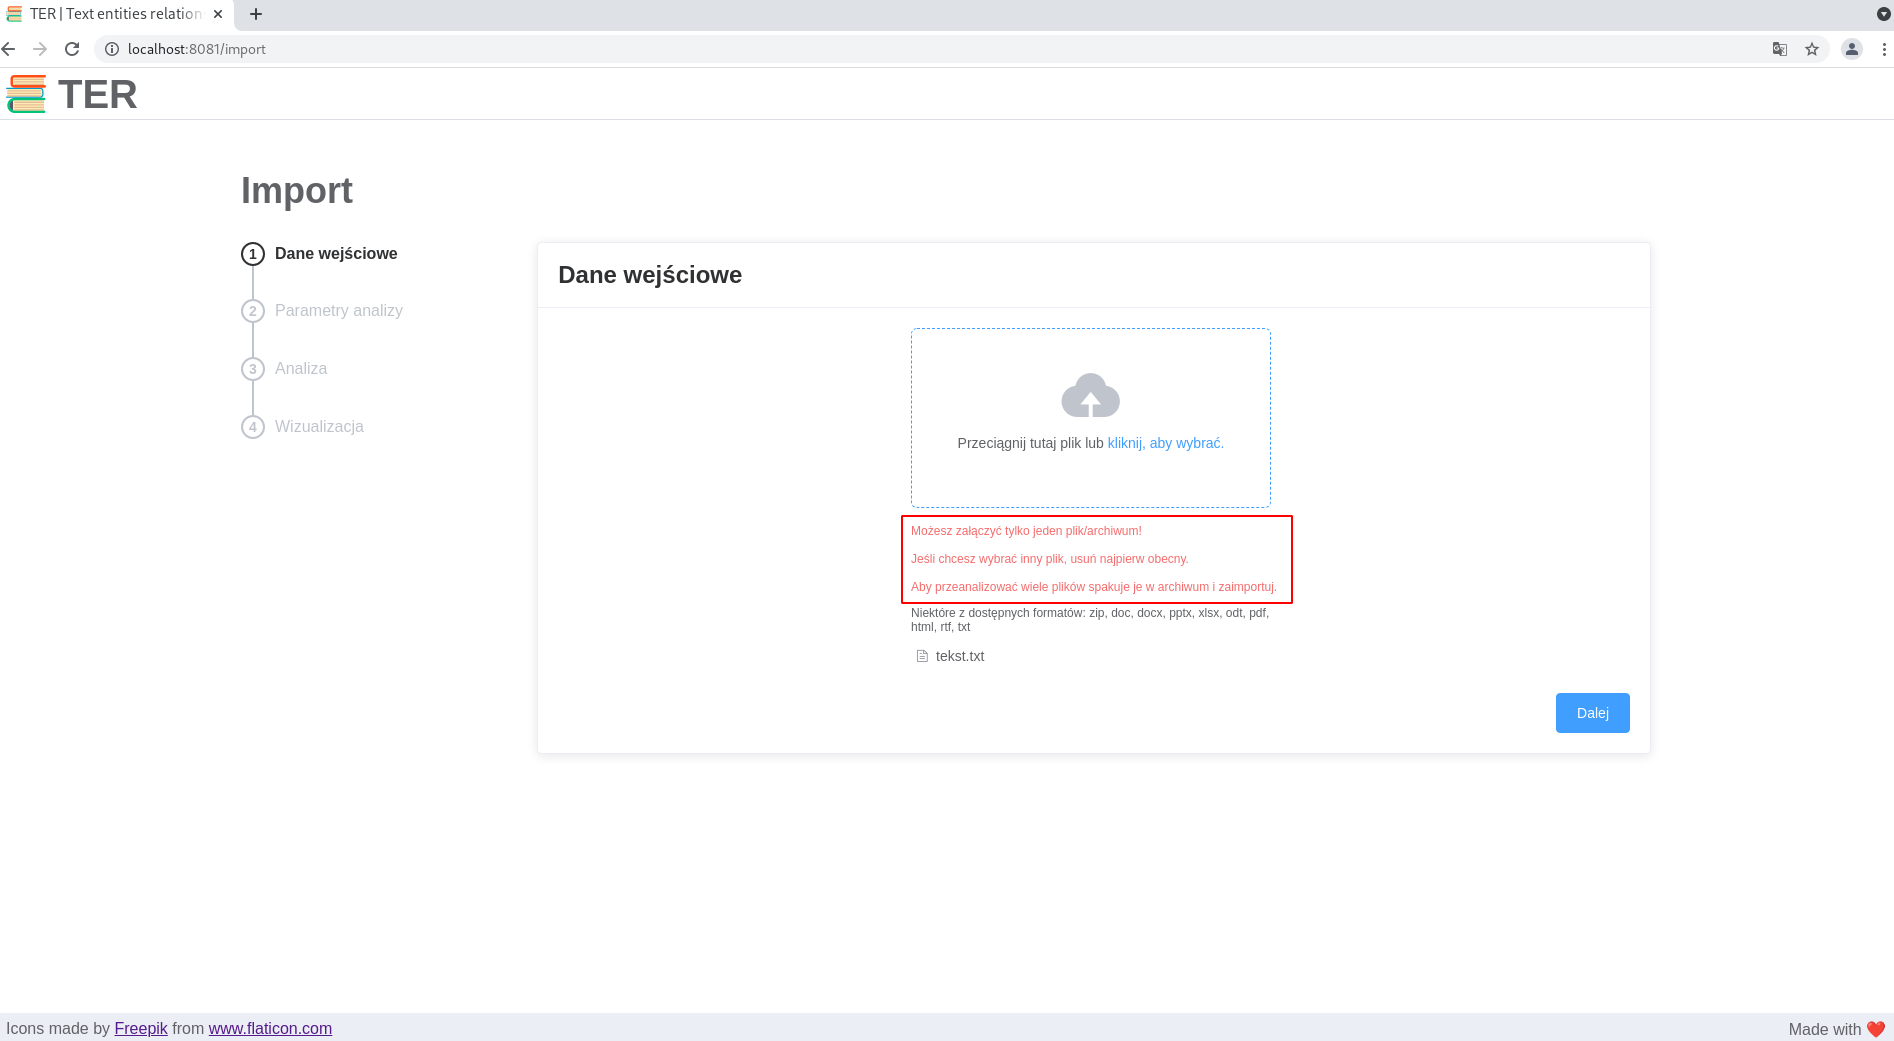 TER | Text entities relation
localhost:8081/import
TER
Import
1 Dane wejściowe
2 Parametry analizy
3 Analiza
4 Wizualizacja
Dane wejściowe
Przeciągnij tutaj plik lub kliknij, aby wybrać.
Możesz załączyć tylko jeden plik/archiwum!
Jeśli chcesz wybrać inny plik, usuń najpierw obecny.
Aby przeanalizować wiele plików spakuje je w archiwum i zaimportuj.
Niektóre z dostępnych formatów: zip, doc, docx, pptx, xlsx, odt, pdf,
html, rtf, txt
tekst.txt
Dalej
Icons made by Freepik from www.flaticon.com
Made with ❤️